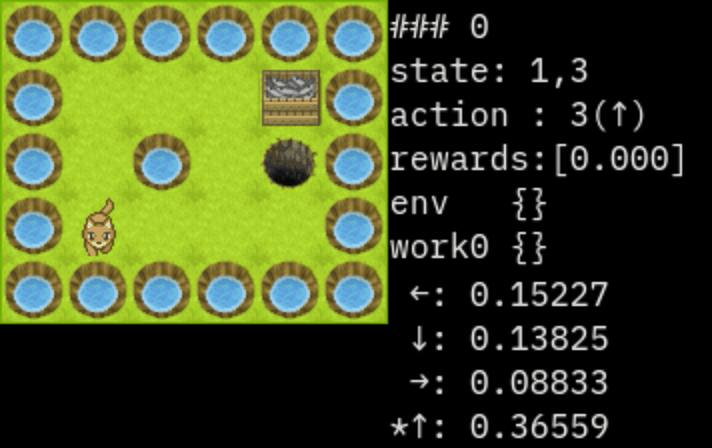 ### 0
state: 1,3
action : 3(↑)
rewards:[0.000]
env   {}
work0 {}
←: 0.15227
↓: 0.13825
→: 0.08833
*↑: 0.36559